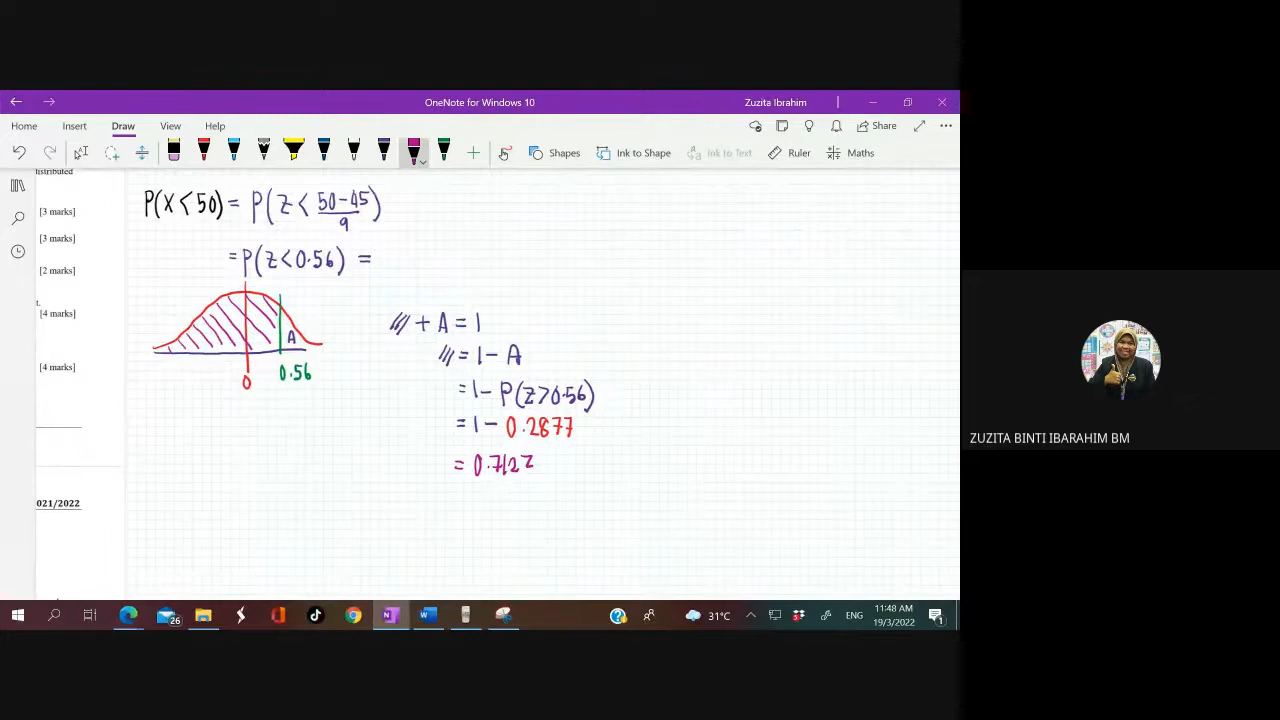 OneNote for Windows 10
Zuzita Ibrahim
Home Insert Draw View Help
Share
Shapes Ink to Shape Ink to Text Ruler Maths
distributed
[3 marks]
[3 marks]
[2 marks]
t.
[4 marks]
[4 marks]
021/2022
P(X < 50) = P(Z < 50-45/9)
= P(Z < 0.56) =
A
0 0.56
/// + A = 1
/// = 1 - A
= 1 - P(Z > 0.56)
= 1 - 0.2877
= 0.7123
ZUZITA BINTI IBARAHIM BM
26
31°C
ENG
11:48 AM
19/3/2022
1